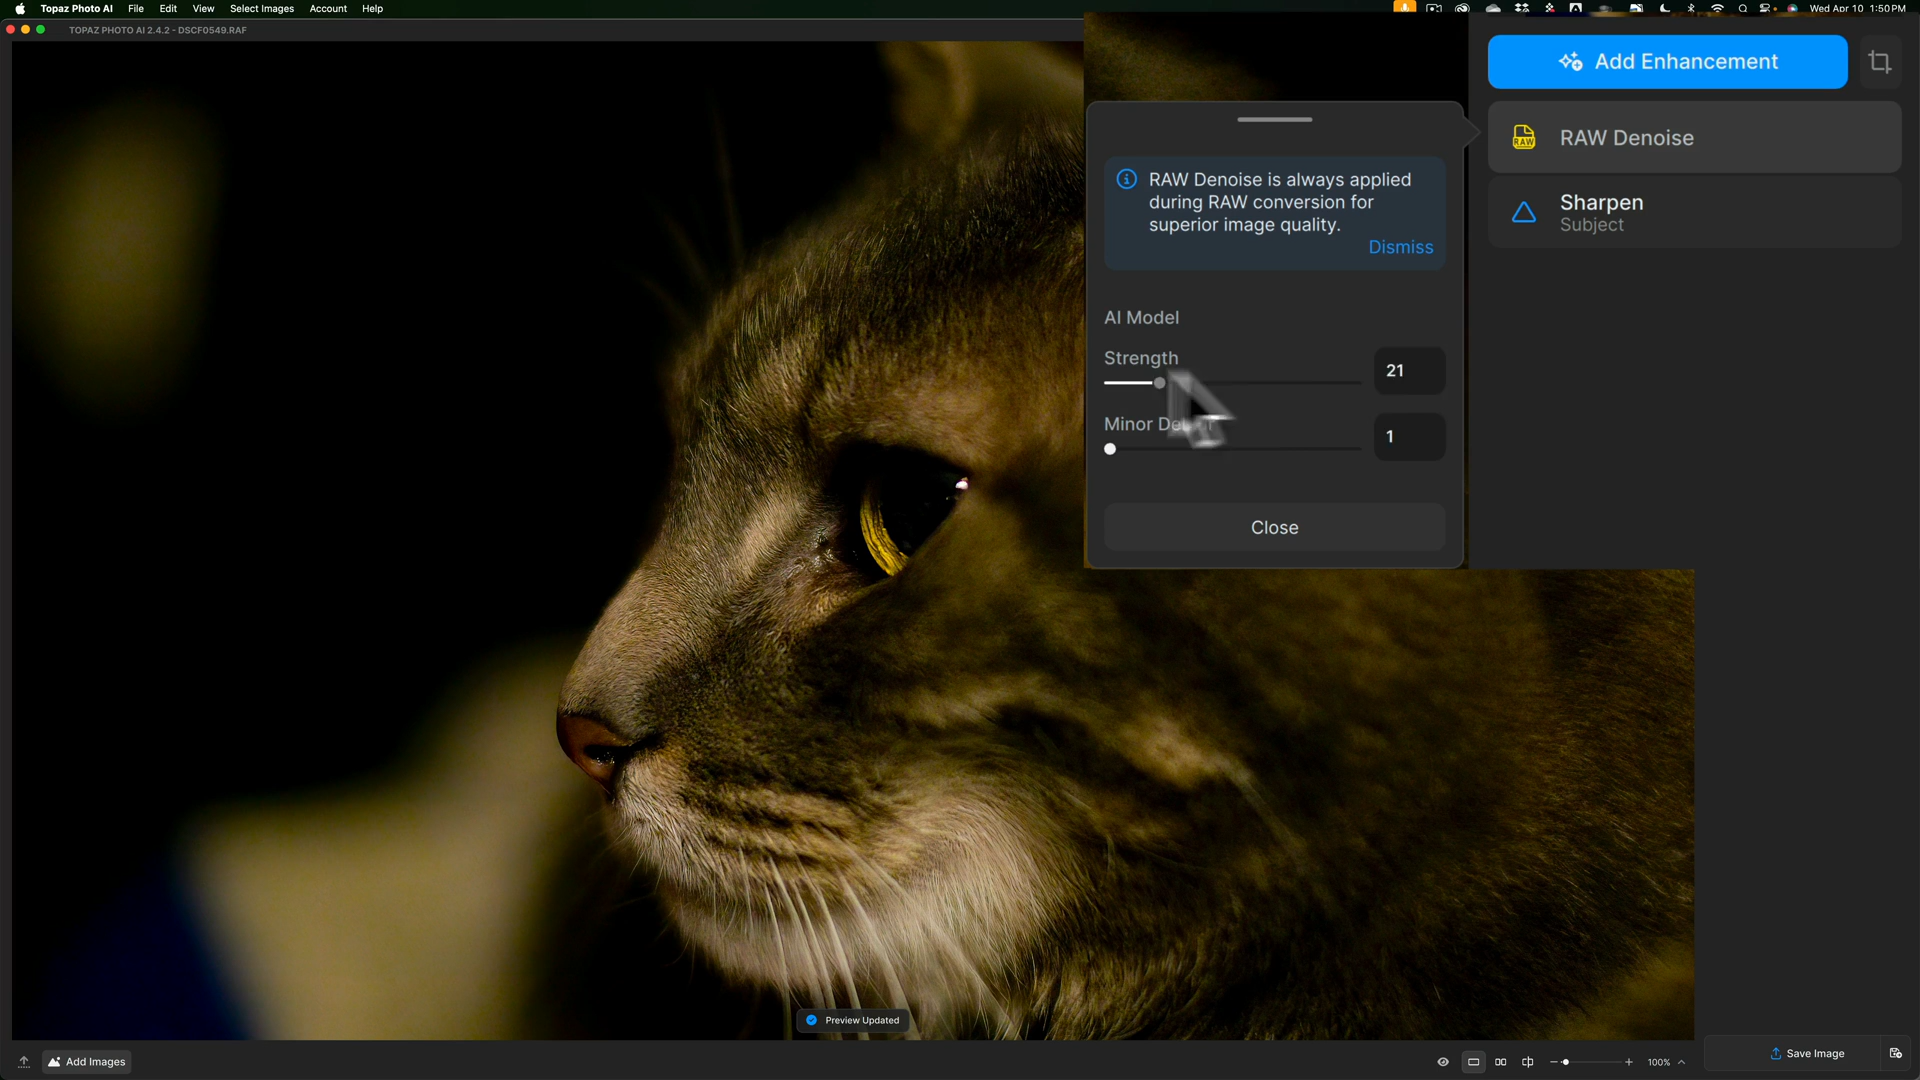 Topaz Photo AI File Edit View Select Images Account Help
Wed Apr 10 1:50 PM
TOPAZ PHOTO AI 2.4.2 - DSCF0549.RAF
Add Enhancement
RAW
RAW Denoise
Sharpen
Subject
RAW Denoise is always applied
during RAW conversion for
superior image quality.
Dismiss
AI Model
Strength
21
Minor
1
Close
Preview Updated
Add Images
100%
Save Image